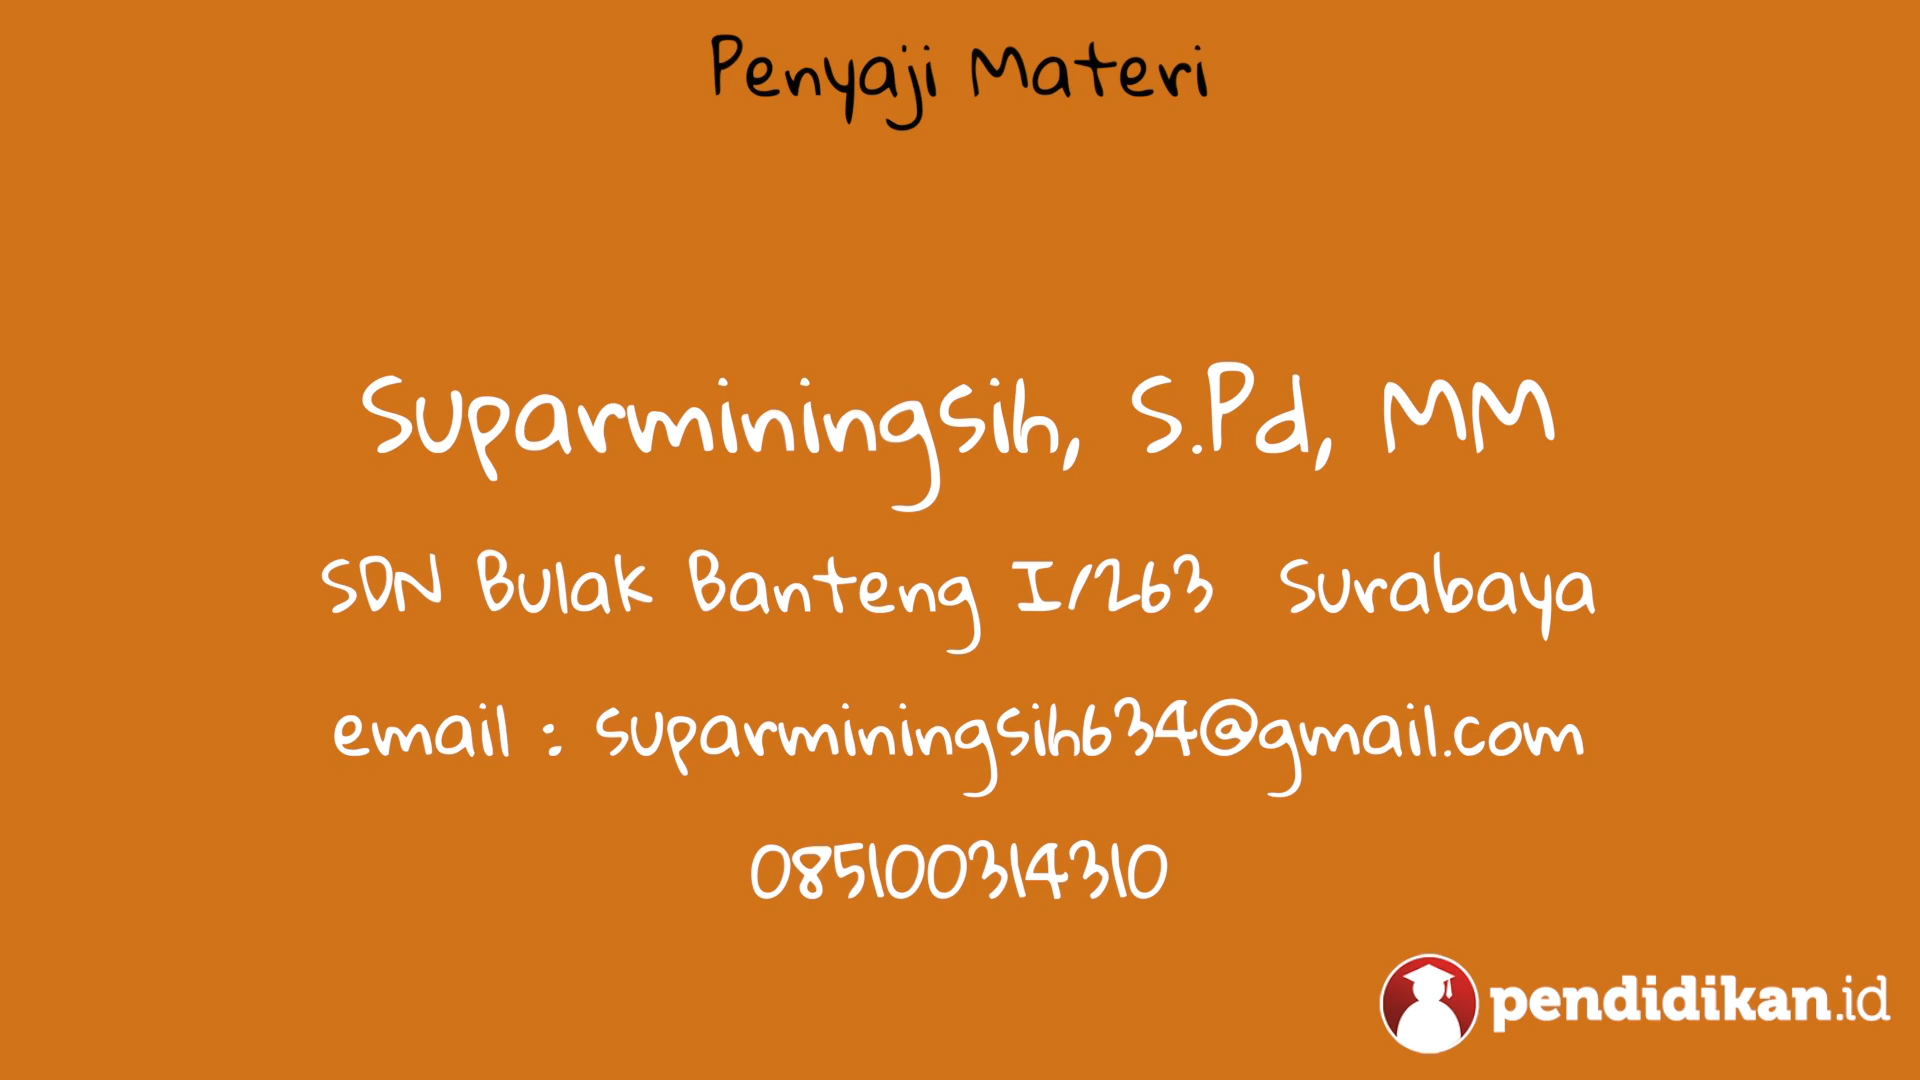 Penyaji Materi
Suparminingsih, S.Pd, MM
SDN Bulak Banteng I/263 Surabaya
email : suparminingsih634@gmail.com
085100314310
pendidikan.id